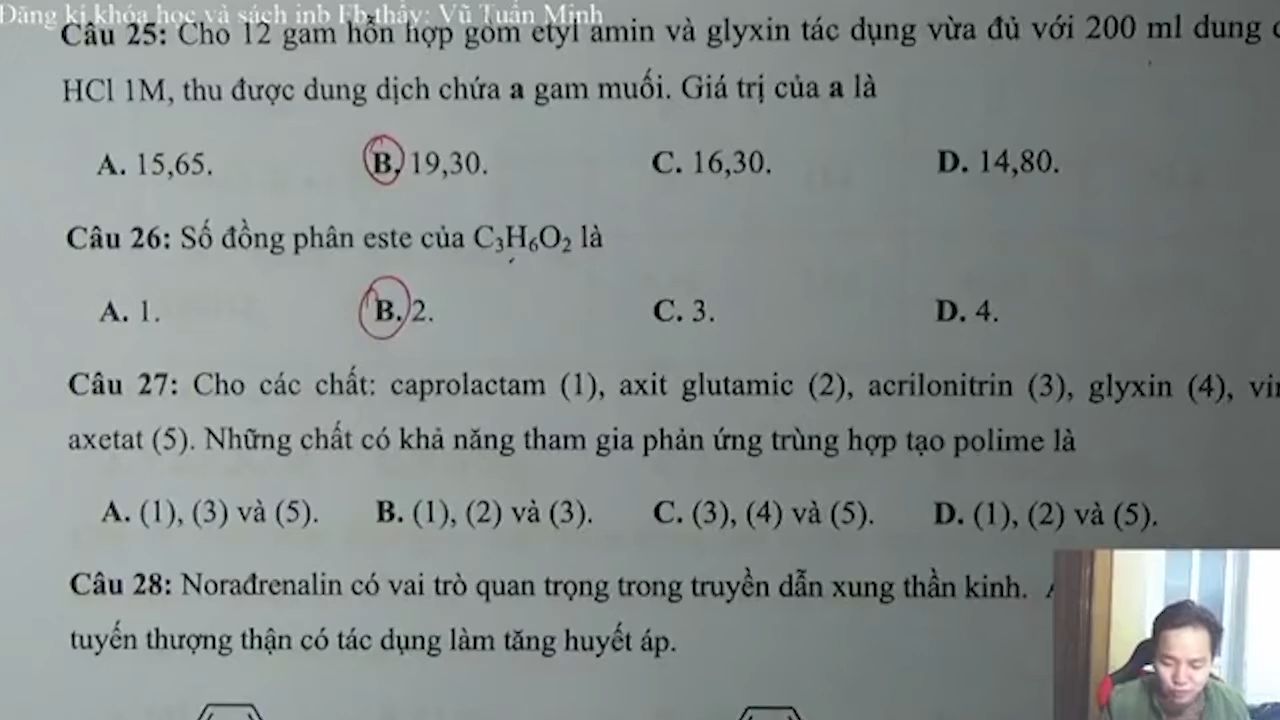 Đăng kí khóa học và sách inb Fb thầy: Vũ Tuấn Minh
Câu 25: Cho 12 gam hỗn hợp gồm etyl amin và glyxin tác dụng vừa đủ với 200 ml dung
HCl 1M, thu được dung dịch chứa a gam muối. Giá trị của a là
A. 15,65. B. 19,30. C. 16,30. D. 14,80.
Câu 26: Số đồng phân este của C₃H₆O₂ là
A. 1. B. 2. C. 3. D. 4.
Câu 27: Cho các chất: caprolactam (1), axit glutamic (2), acrilonitrin (3), glyxin (4),
axetat (5). Những chất có khả năng tham gia phản ứng trùng hợp tạo polime là
A. (1), (3) và (5). B. (1), (2) và (3). C. (3), (4) và (5). D. (1), (2) và (5).
Câu 28: Norađrenalin có vai trò quan trọng trong truyền dẫn xung thần kinh.
tuyến thượng thận có tác dụng làm tăng huyết áp.